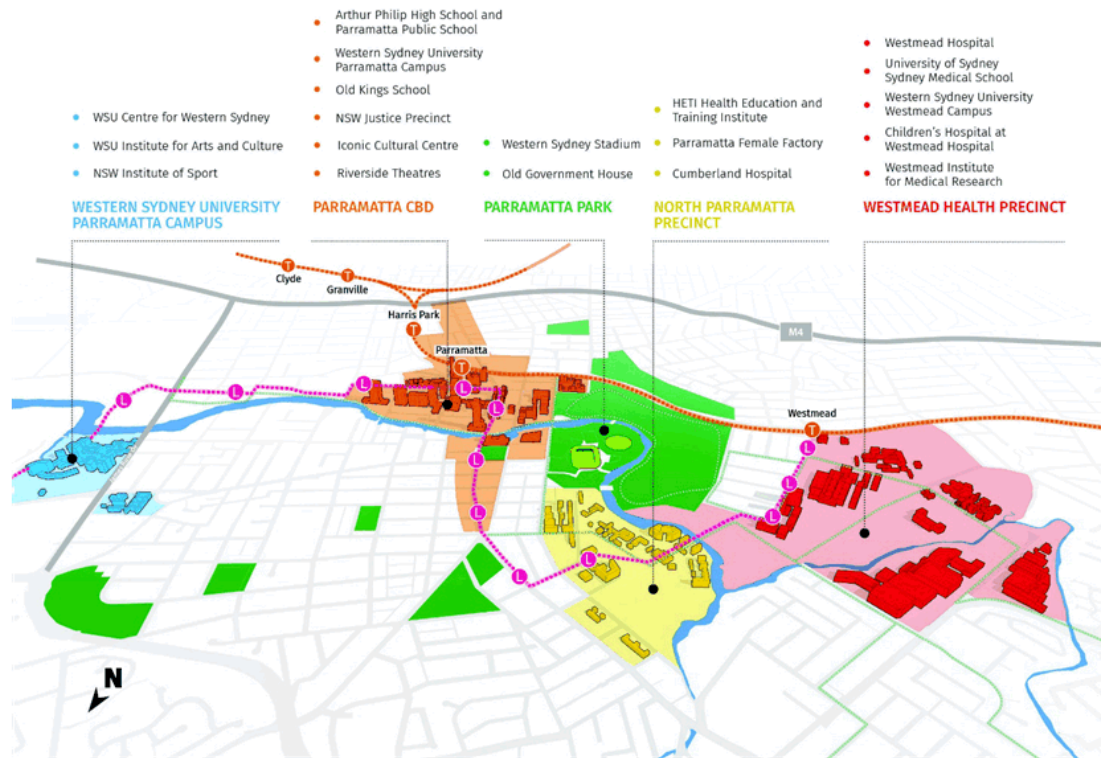 WSU Centre for Western Sydney
WSU Institute for Arts and Culture
NSW Institute of Sport
WESTERN SYDNEY UNIVERSITY
PARRAMATTA CAMPUS
Arthur Philip High School and
Parramatta Public School
Western Sydney University
Parramatta Campus
Old Kings School
NSW Justice Precinct
Iconic Cultural Centre
Riverside Theatres
PARRAMATTA CBD
Western Sydney Stadium
Old Government House
PARRAMATTA PARK
HETI Health Education and
Training Institute
Parramatta Female Factory
Cumberland Hospital
NORTH PARRAMATTA
PRECINCT
Westmead Hospital
University of Sydney
Sydney Medical School
Western Sydney University
Westmead Campus
Children's Hospital at
Westmead Hospital
Westmead Institute
for Medical Research
WESTMEAD HEALTH PRECINCT
T
Clyde
T
Granville
Harris Park
T
M4
Parramatta
T
L
L
L
L
L
Westmead
T
L
L
L
L
L
L
L
N